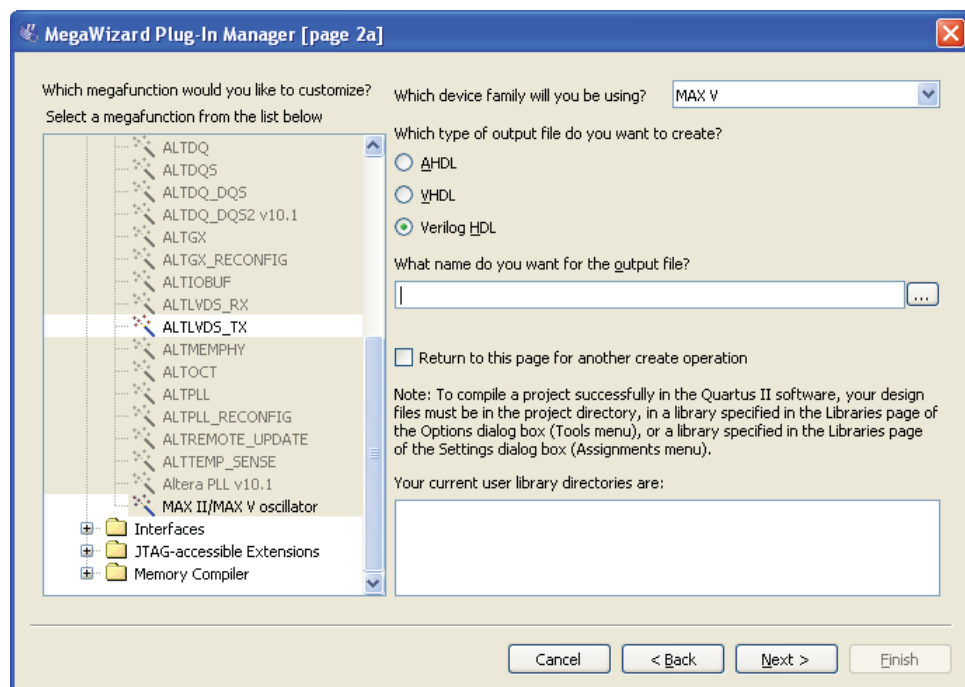 MegaWizard Plug-In Manager [page 2a]
Which megafunction would you like to customize?
Select a megafunction from the list below
ALTDQ
ALTDQS
ALTDQ_DQS
ALTDQ_DQS2 v10.1
ALTGX
ALTGX_RECONFIG
ALTIOBUF
ALTLVDS_RX
ALTLVDS_TX
ALTMEMPHY
ALTOCT
ALTPLL
ALTPLL_RECONFIG
ALTREMOTE_UPDATE
ALTTEMP_SENSE
Altera PLL v10.1
MAX II/MAX V oscillator
Interfaces
JTAG-accessible Extensions
Memory Compiler
Which device family will you be using?
MAX V
Which type of output file do you want to create?
AHDL
VHDL
Verilog HDL
What name do you want for the output file?
...
Return to this page for another create operation
Note: To compile a project successfully in the Quartus II software, your design
files must be in the project directory, in a library specified in the Libraries page of
the Options dialog box (Tools menu), or a library specified in the Libraries page
of the Settings dialog box (Assignments menu).
Your current user library directories are:
Cancel
< Back
Next >
Finish